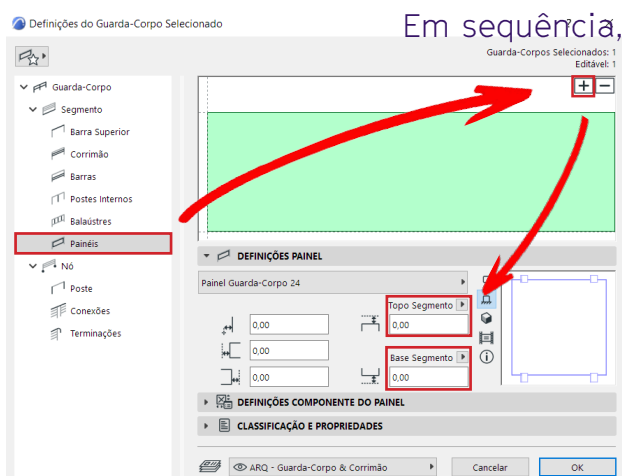 Definições do Guarda-Corpo Selecionado
Em sequência,
Guarda-Corpos Selecionados: 1
Editável: 1
Guarda-Corpo
Segmento
Barra Superior
Corrimão
Barras
Postes Internos
Balaústres
Painéis
Nó
Poste
Conexões
Terminações
DEFINIÇÕES PAINEL
Painel Guarda-Corpo 24
Topo Segmento
0,00 0,00
0,00 Base Segmento
0,00 0,00
DEFINIÇÕES COMPONENTE DO PAINEL
CLASSIFICAÇÃO E PROPRIEDADES
ARQ - Guarda-Corpo & Corrimão
Cancelar OK